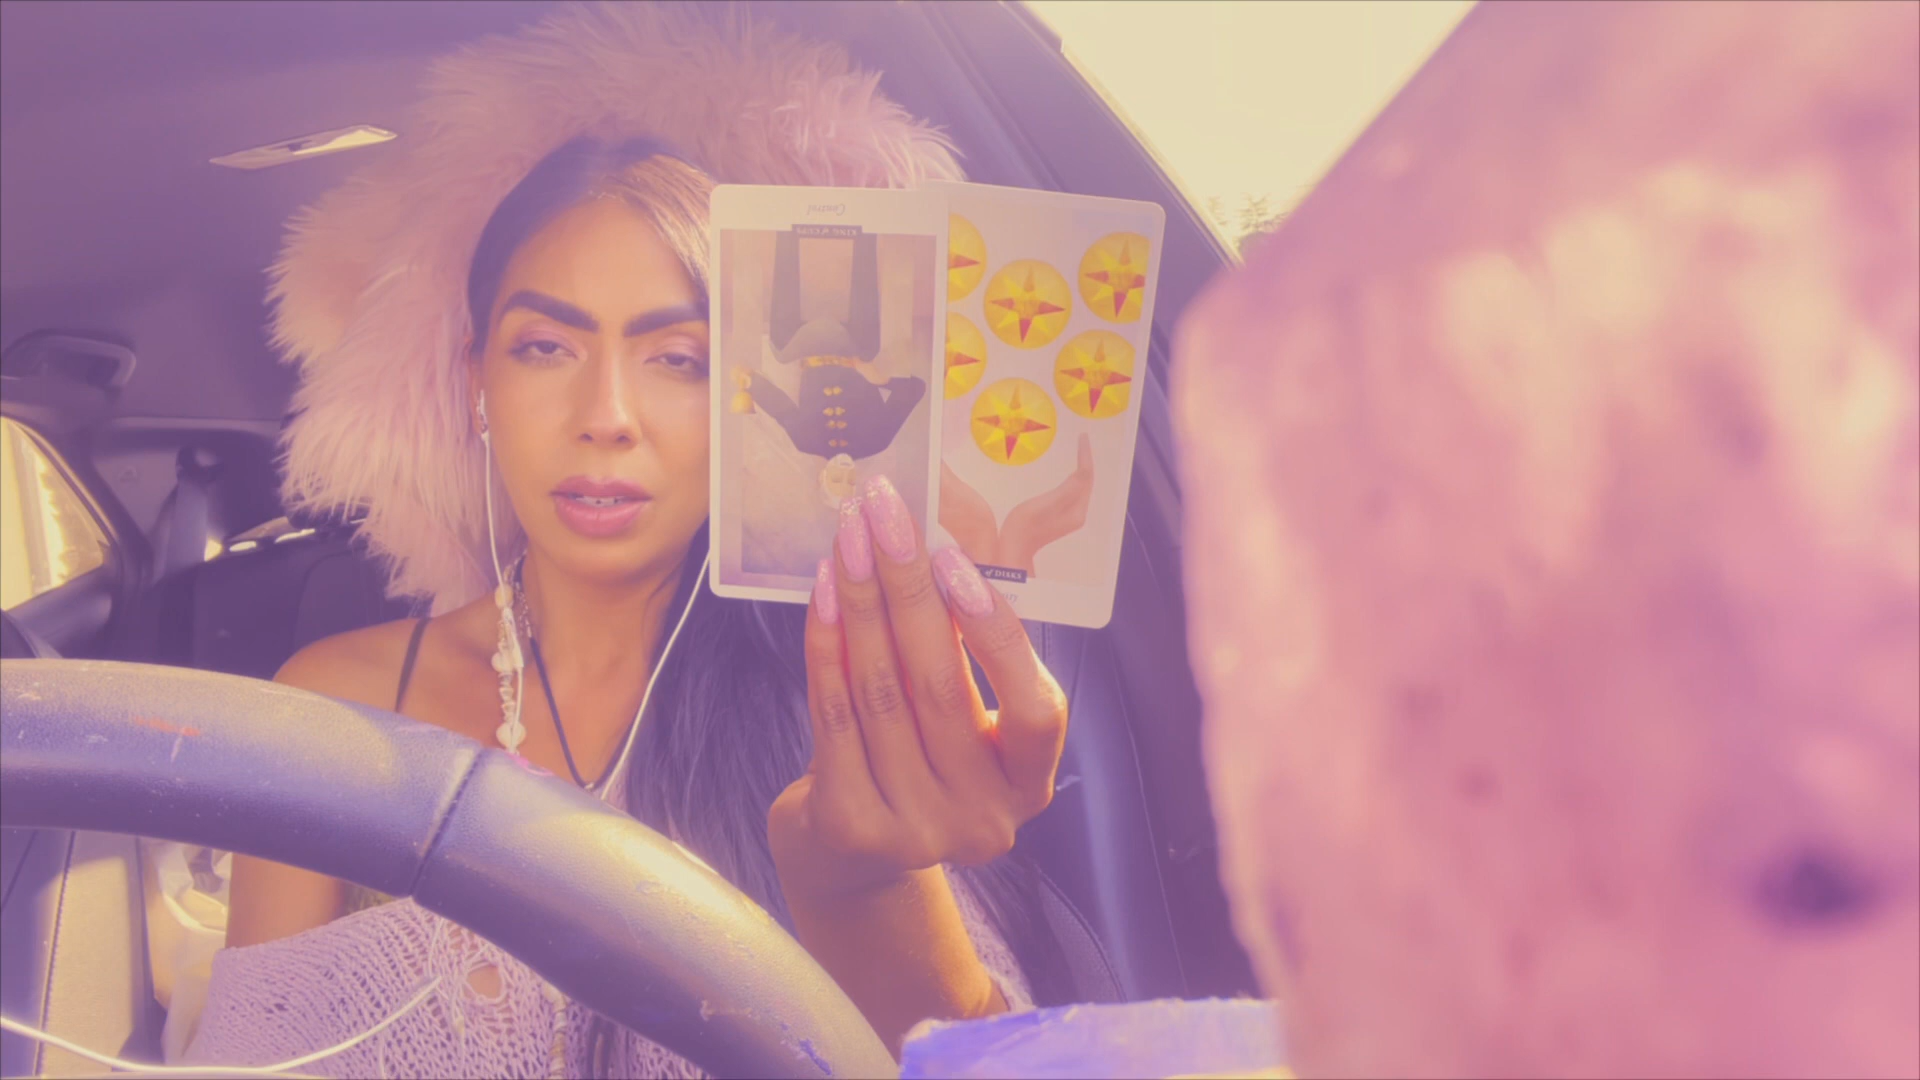 Control
KING of CUPS
of DISKS